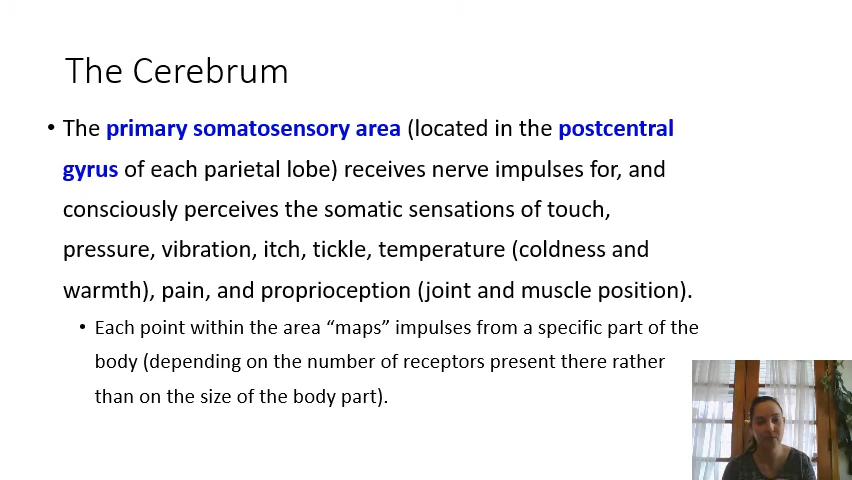 The Cerebrum
• The primary somatosensory area (located in the postcentral
gyrus of each parietal lobe) receives nerve impulses for, and
consciously perceives the somatic sensations of touch,
pressure, vibration, itch, tickle, temperature (coldness and
warmth), pain, and proprioception (joint and muscle position).
• Each point within the area “maps” impulses from a specific part of the
body (depending on the number of receptors present there rather
than on the size of the body part).